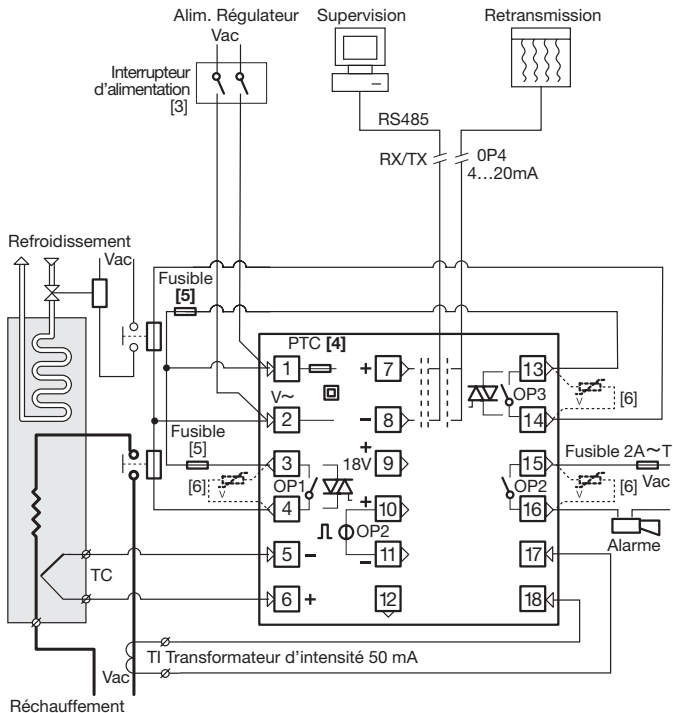 Alim. Régulateur
Vac
Supervision
Retransmission
Interrupteur
d'alimentation
[3]
RS485
RX/TX
0P4
4...20mA
Refroidissement
Vac
Fusible
[5]
PTC [4]
1
+ 7
13
[6]
V
OP3
V~
2
- 8
14
Fusible
[5]
3
+
18V 9
15
Fusible 2A~T
Vac
[6]
V
OP1
OP2
[6]
V
4
+
10
16
OP2
Alarme
5 -
-
11
17
TC
6 +
12
18
TI Transformateur d'intensité 50 mA
Vac
Réchauffement